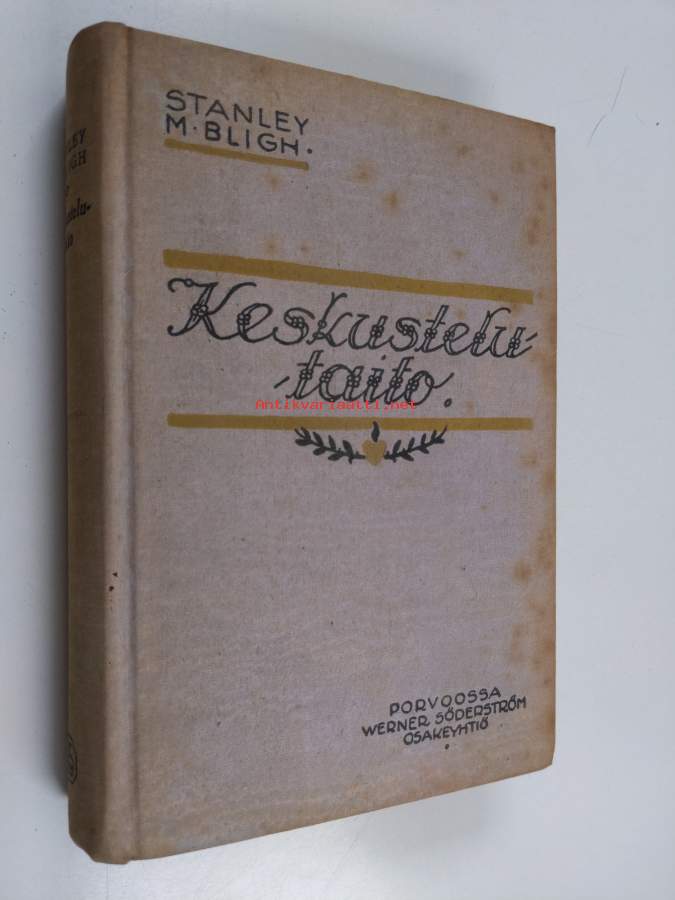 STANLEY
M·BLIGH.
Keskustelu-
-taito.
Antikvariaatti.net
PORVOOSSA
WERNER SÖDERSTRÖM
OSAKEYHTIÖ